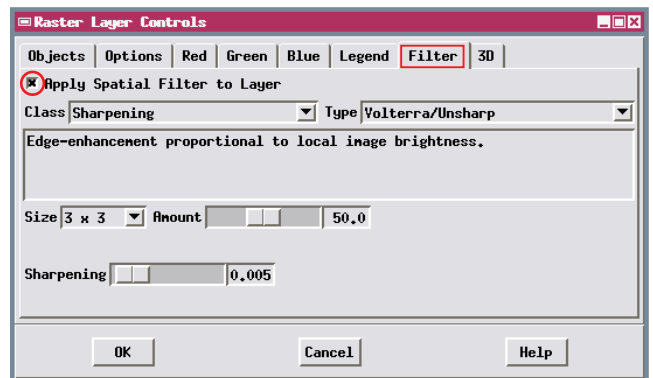 Raster Layer Controls
Objects Options Red Green Blue Legend Filter 3D
Apply Spatial Filter to Layer
Class Sharpening Type Volterra/Unsharp
Edge-enhancement proportional to local image brightness.
Size 3 x 3 Amount 50.0
Sharpening 0.005
OK Cancel Help